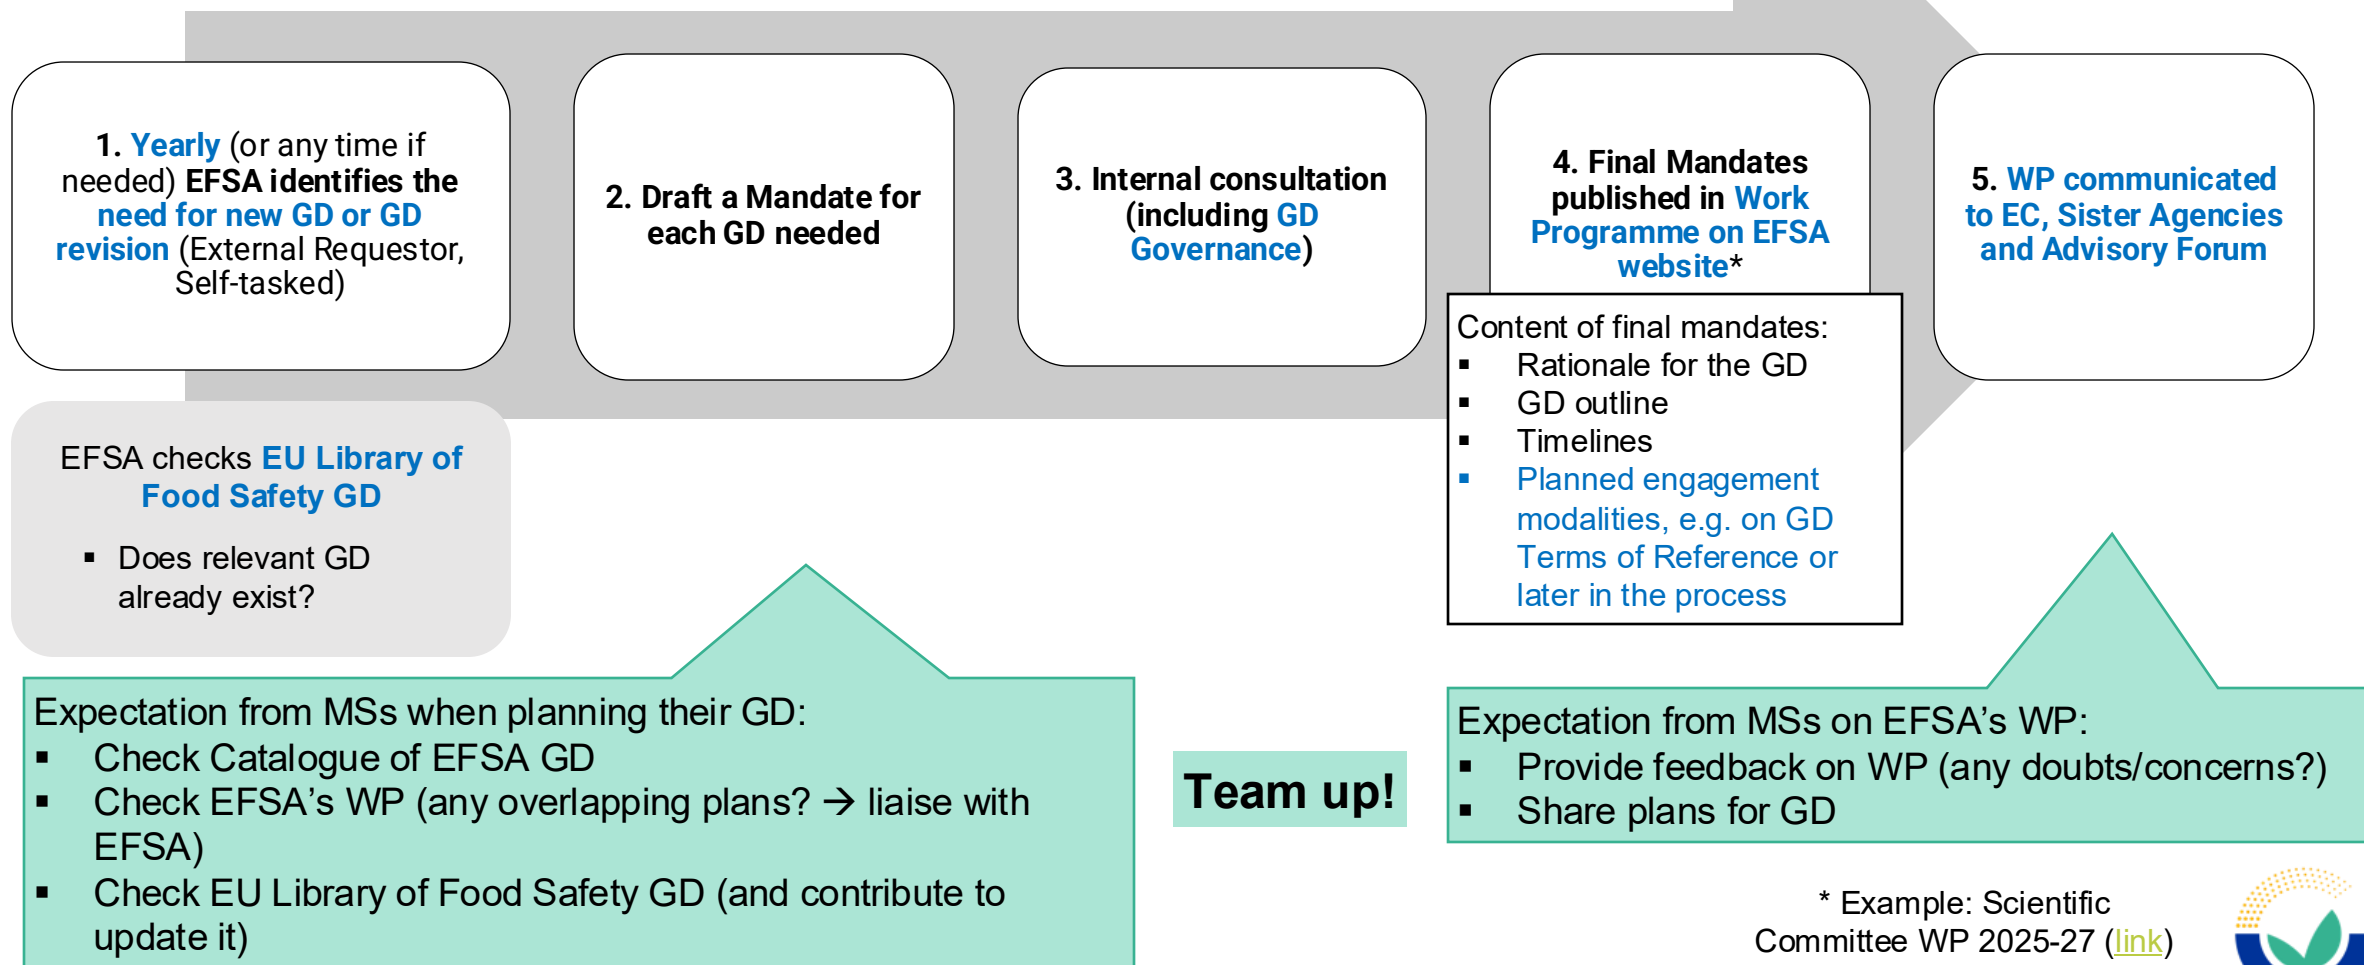 1. Yearly (or any time if
needed) EFSA identifies the
need for new GD or GD
revision (External Requestor,
Self-tasked)
2. Draft a Mandate for
each GD needed
3. Internal consultation
(including GD
Governance)
4. Final Mandates
published in Work
Programme on EFSA
website*
5. WP communicated
to EC, Sister Agencies
and Advisory Forum
Content of final mandates:
▪ Rationale for the GD
▪ GD outline
▪ Timelines
▪ Planned engagement
modalities, e.g. on GD
Terms of Reference or
later in the process
EFSA checks EU Library of
Food Safety GD
▪ Does relevant GD
already exist?
Expectation from MSs when planning their GD:
▪ Check Catalogue of EFSA GD
▪ Check EFSA’s WP (any overlapping plans? → liaise with
EFSA)
▪ Check EU Library of Food Safety GD (and contribute to
update it)
Team up!
Expectation from MSs on EFSA’s WP:
▪ Provide feedback on WP (any doubts/concerns?)
▪ Share plans for GD
* Example: Scientific
Committee WP 2025-27 (link)